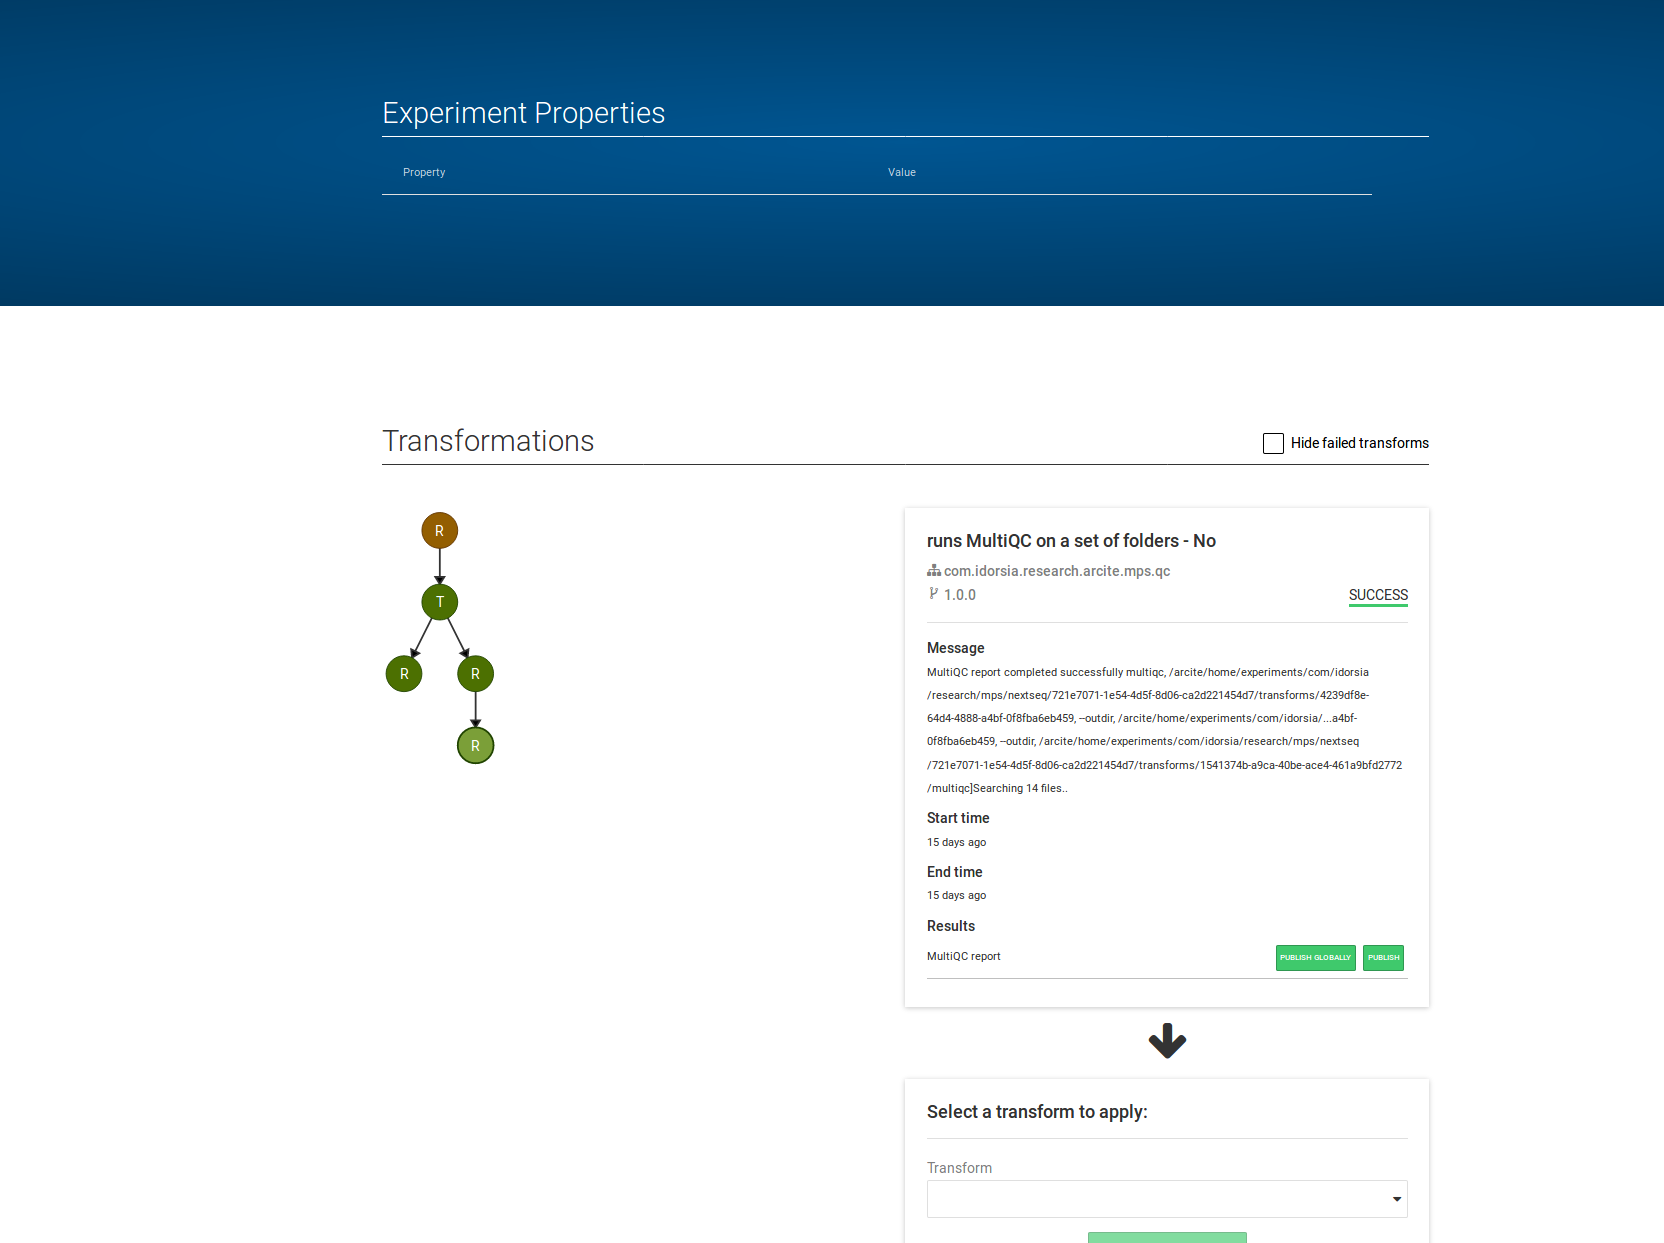 Experiment Properties
Property Value
Transformations
Hide failed transforms
R
T
R R
R
runs MultiQC on a set of folders - No
com.idorsia.research.arcite.mps.qc
1.0.0 SUCCESS
Message
MultiQC report completed successfully multiqc, /arcite/home/experiments/com/idorsia
/research/mps/nextseq/721e7071-1e54-4d5f-8d06-ca2d221454d7/transforms/4239df8e-
64d4-4888-a4bf-0f8fba6eb459, --outdir, /arcite/home/experiments/com/idorsia/...a4bf-
0f8fba6eb459, --outdir, /arcite/home/experiments/com/idorsia/research/mps/nextseq
/721e7071-1e54-4d5f-8d06-ca2d221454d7/transforms/1541374b-a9ca-40be-ace4-461a9bfd2772
/multiqc]Searching 14 files..
Start time
15 days ago
End time
15 days ago
Results
MultiQC report PUBLISH GLOBALLY PUBLISH
Select a transform to apply:
Transform